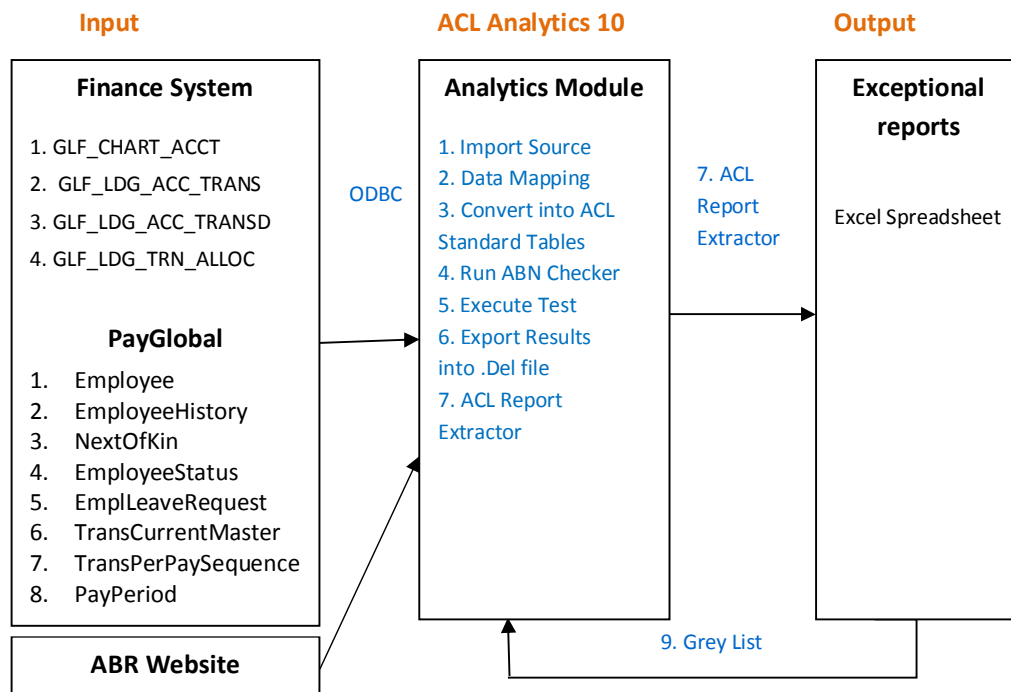 Input
ACL Analytics 10
Output
Finance System
1. GLF_CHART_ACCT
2. GLF_LDG_ACC_TRANS
3. GLF_LDG_ACC_TRANSD
4. GLF_LDG_TRN_ALLOC
PayGlobal
1. Employee
2. EmployeeHistory
3. NextOfKin
4. EmployeeStatus
5. EmplLeaveRequest
6. TransCurrentMaster
7. TransPerPaySequence
8. PayPeriod
ABR Website
ODBC
Analytics Module
1. Import Source
2. Data Mapping
3. Convert into ACL
Standard Tables
4. Run ABN Checker
5. Execute Test
6. Export Results
into .Del file
7. ACL Report
Extractor
7. ACL
Report
Extractor
Exceptional
reports
Excel Spreadsheet
9. Grey List